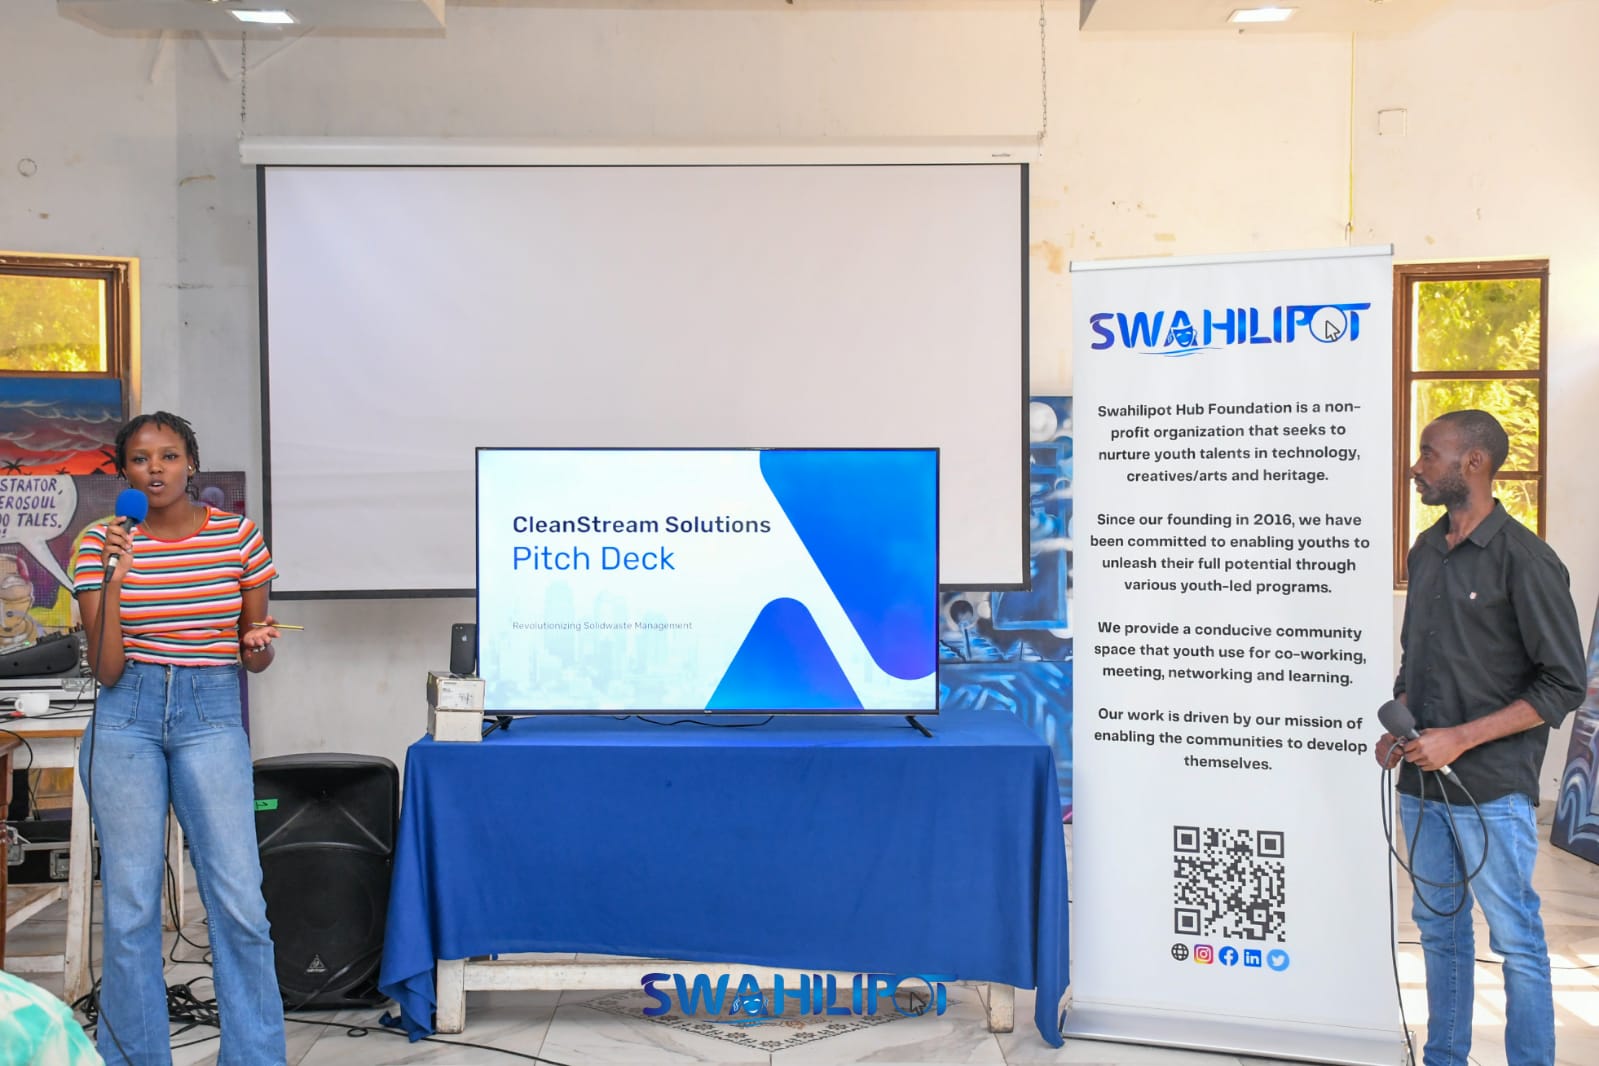 STRATOR,
EROSOUL
OO TALES.
CleanStream Solutions
Pitch Deck
Revolutionizing Solidwaste Management
SWAHILIPOT
Swahilipot Hub Foundation is a non-
profit organization that seeks to
nurture youth talents in technology,
creatives/arts and heritage.
Since our founding in 2016, we have
been committed to enabling youths to
unleash their full potential through
various youth-led programs.
We provide a conducive community
space that youth use for co-working,
meeting, networking and learning.
Our work is driven by our mission of
enabling the communities to develop
themselves.
SWAHILIPOT